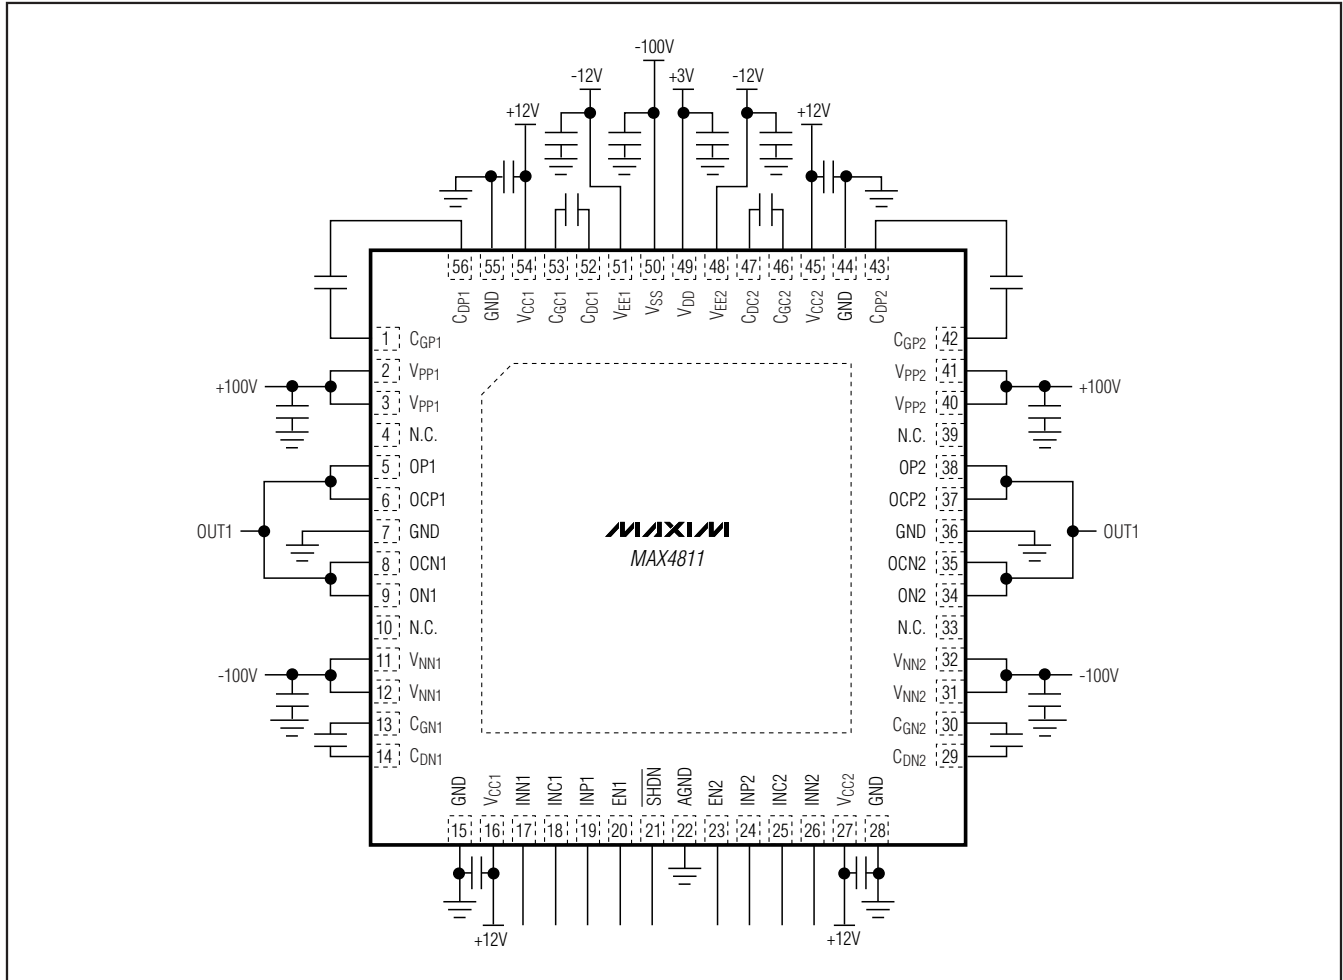 -100V
-12V
+3V
-12V
+12V
+12V
56 55 54 53 52 51 50 49 48 47 46 45 44 43
CDP1 GND VCC1 CGC1 CDC1 VEE1 VSS VDD VEE2 CDC2 CGC2 VCC2 GND CDP2
1 CGP1
2 VPP1
+100V
3 VPP1
4 N.C.
5 OP1
6 OCP1
OUT1
7 GND
8 OCN1
9 ON1
10 N.C.
11 VNN1
-100V
12 VNN1
13 CGN1
14 CDN1
MAXIM
MAX4811
CGP2 42
VPP2 41
+100V
VPP2 40
N.C. 39
OP2 38
OCP2 37
GND 36
OUT1
OCN2 35
ON2 34
N.C. 33
VNN2 32
-100V
VNN2 31
CGN2 30
CDN2 29
GND VCC1 INN1 INC1 INP1 EN1 SHDN AGND EN2 INP2 INC2 INN2 VCC2 GND
15 16 17 18 19 20 21 22 23 24 25 26 27 28
+12V
+12V